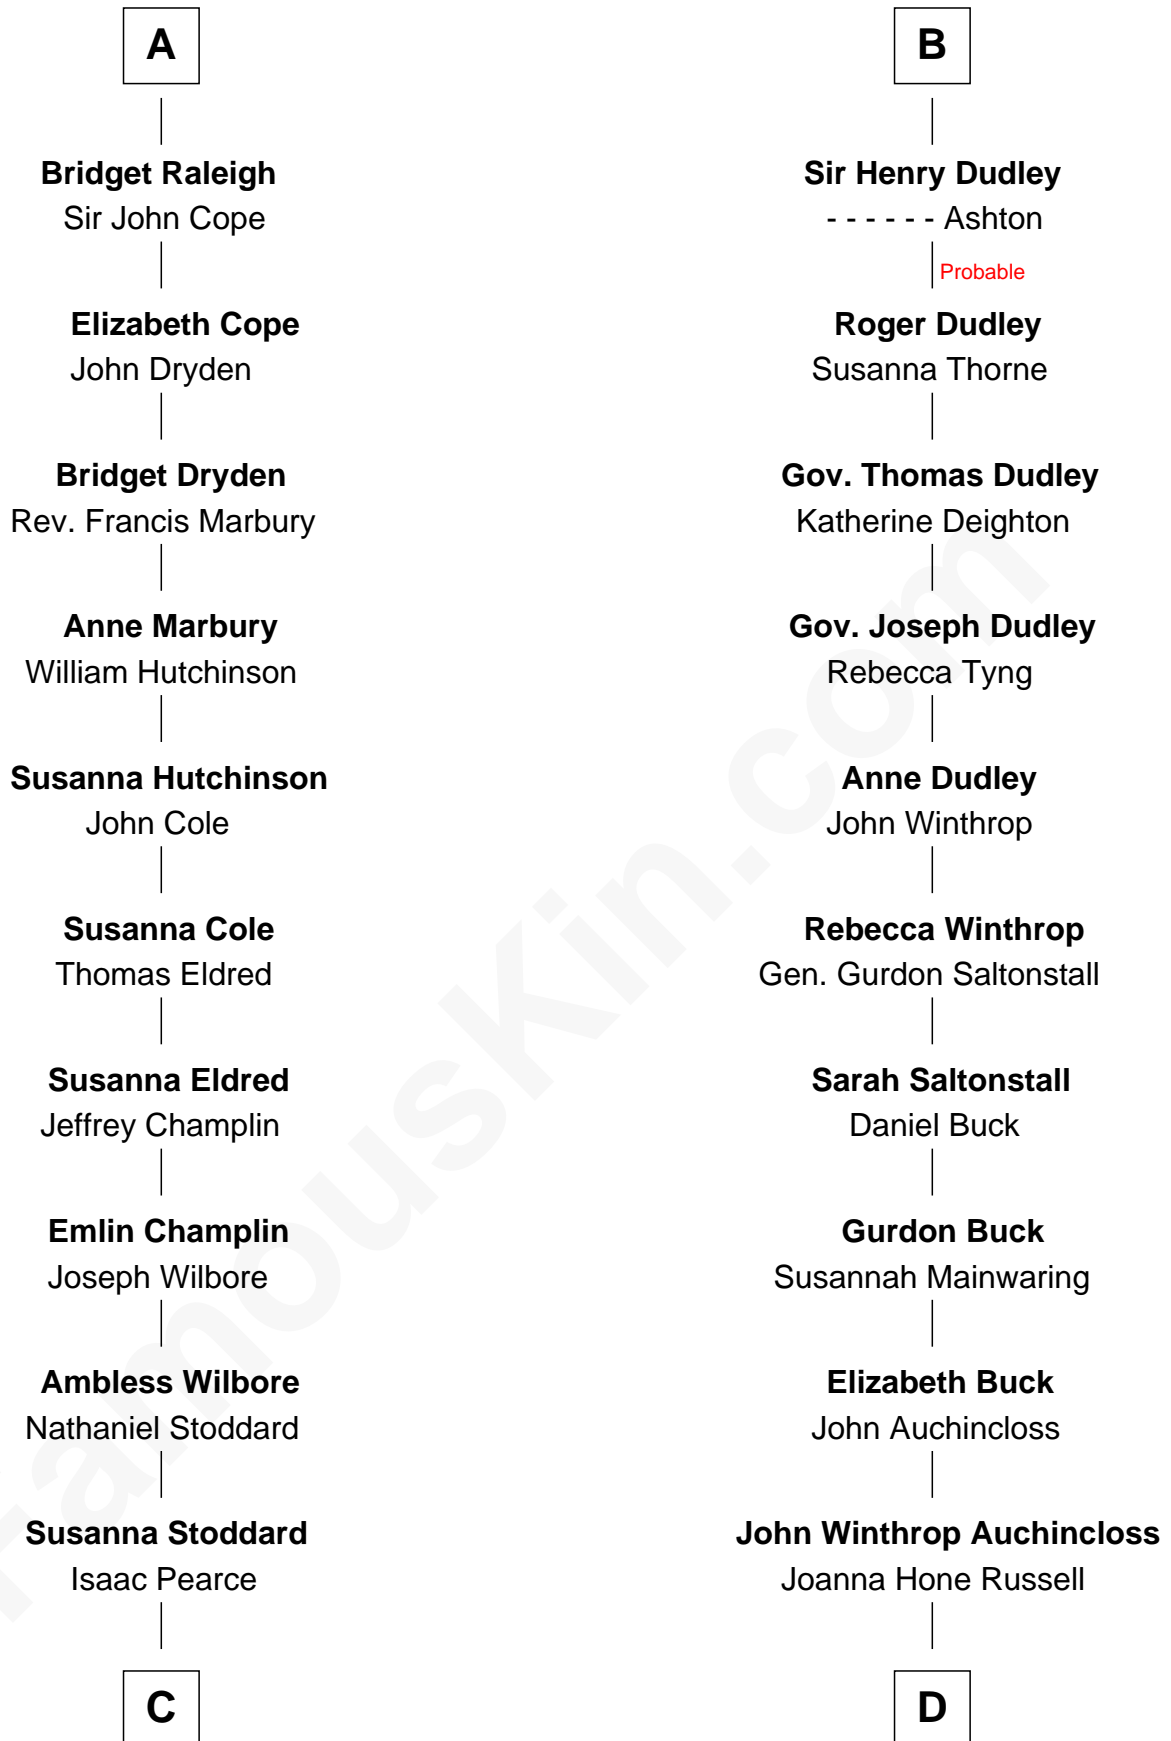 A
Bridget Raleigh
Sir John Cope
Elizabeth Cope
John Dryden
Bridget Dryden
Rev. Francis Marbury
Anne Marbury
William Hutchinson
Susanna Hutchinson
John Cole
Susanna Cole
Thomas Eldred
Susanna Eldred
Jeffrey Champlin
Emlin Champlin
Joseph Wilbore
Ambless Wilbore
Nathaniel Stoddard
Susanna Stoddard
Isaac Pearce
C
B
Sir Henry Dudley
- - - - - - Ashton
Probable
Roger Dudley
Susanna Thorne
Gov. Thomas Dudley
Katherine Deighton
Gov. Joseph Dudley
Rebecca Tyng
Anne Dudley
John Winthrop
Rebecca Winthrop
Gen. Gurdon Saltonstall
Sarah Saltonstall
Daniel Buck
Gurdon Buck
Susannah Mainwaring
Elizabeth Buck
John Auchincloss
John Winthrop Auchincloss
Joanna Hone Russell
D
FamousKin.com